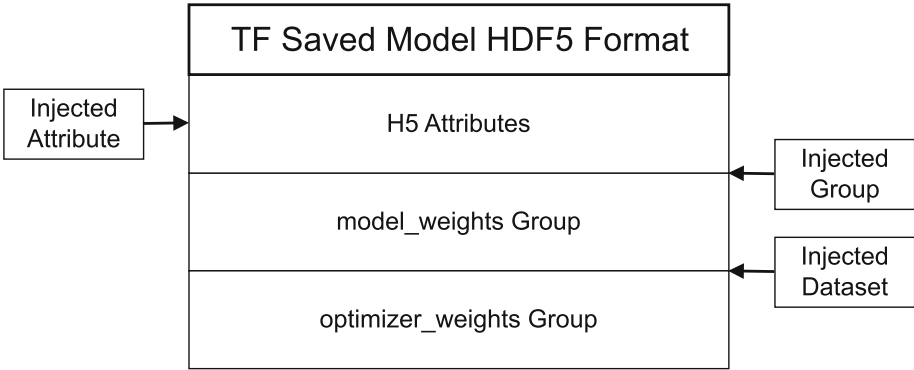 TF Saved Model HDF5 Format
Injected
Attribute
H5 Attributes
Injected
Group
model_weights Group
Injected
Dataset
optimizer_weights Group